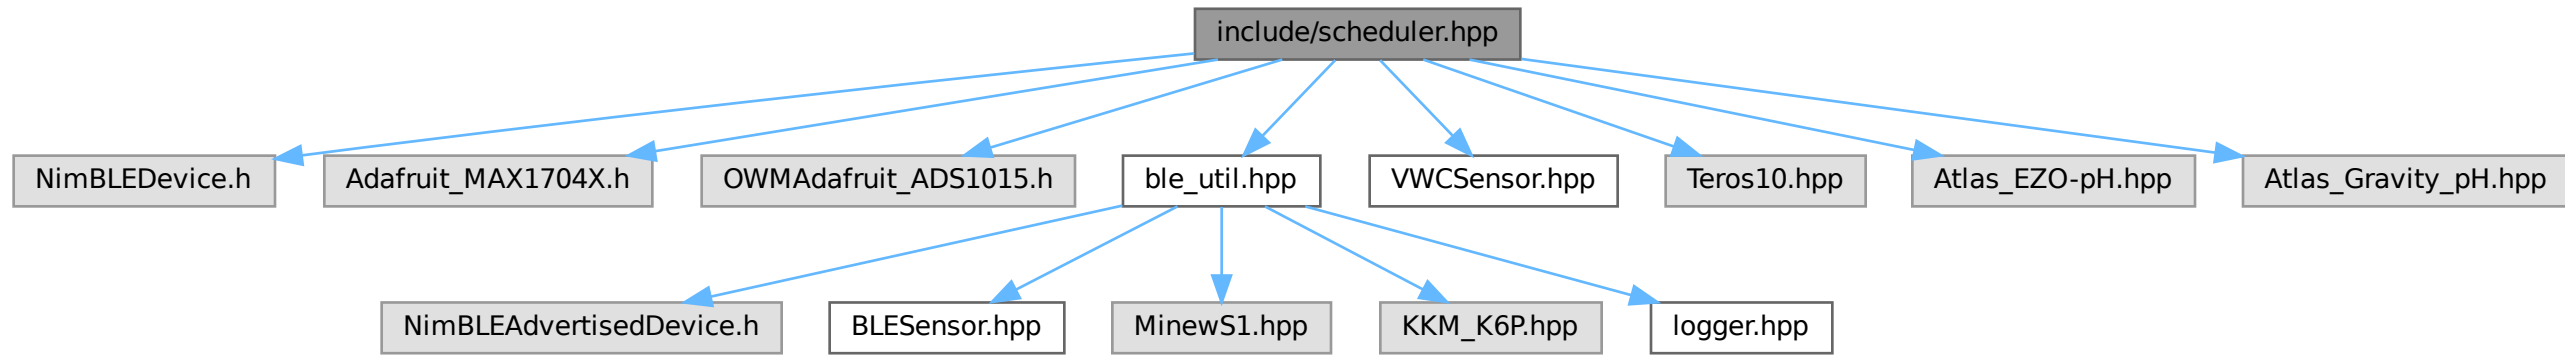 include/scheduler.hpp
NimBLEDevice.h
Adafruit_MAX1704X.h
OWMAdafruit_ADS1015.h
ble_util.hpp
VWCSensor.hpp
Teros10.hpp
Atlas_EZO-pH.hpp
Atlas_Gravity_pH.hpp
NimBLEAdvertisedDevice.h
BLESensor.hpp
MinewS1.hpp
KKM_K6P.hpp
logger.hpp